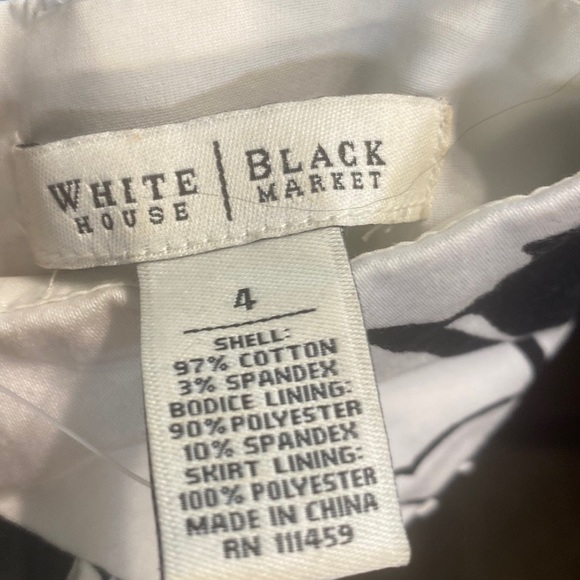 WHITE HOUSE | BLACK MARKET
4
SHELL:
97% COTTON
3% SPANDEX
BODICE LINING:
90% POLYESTER
10% SPANDEX
SKIRT LINING:
100% POLYESTER
MADE IN CHINA
RN 111459